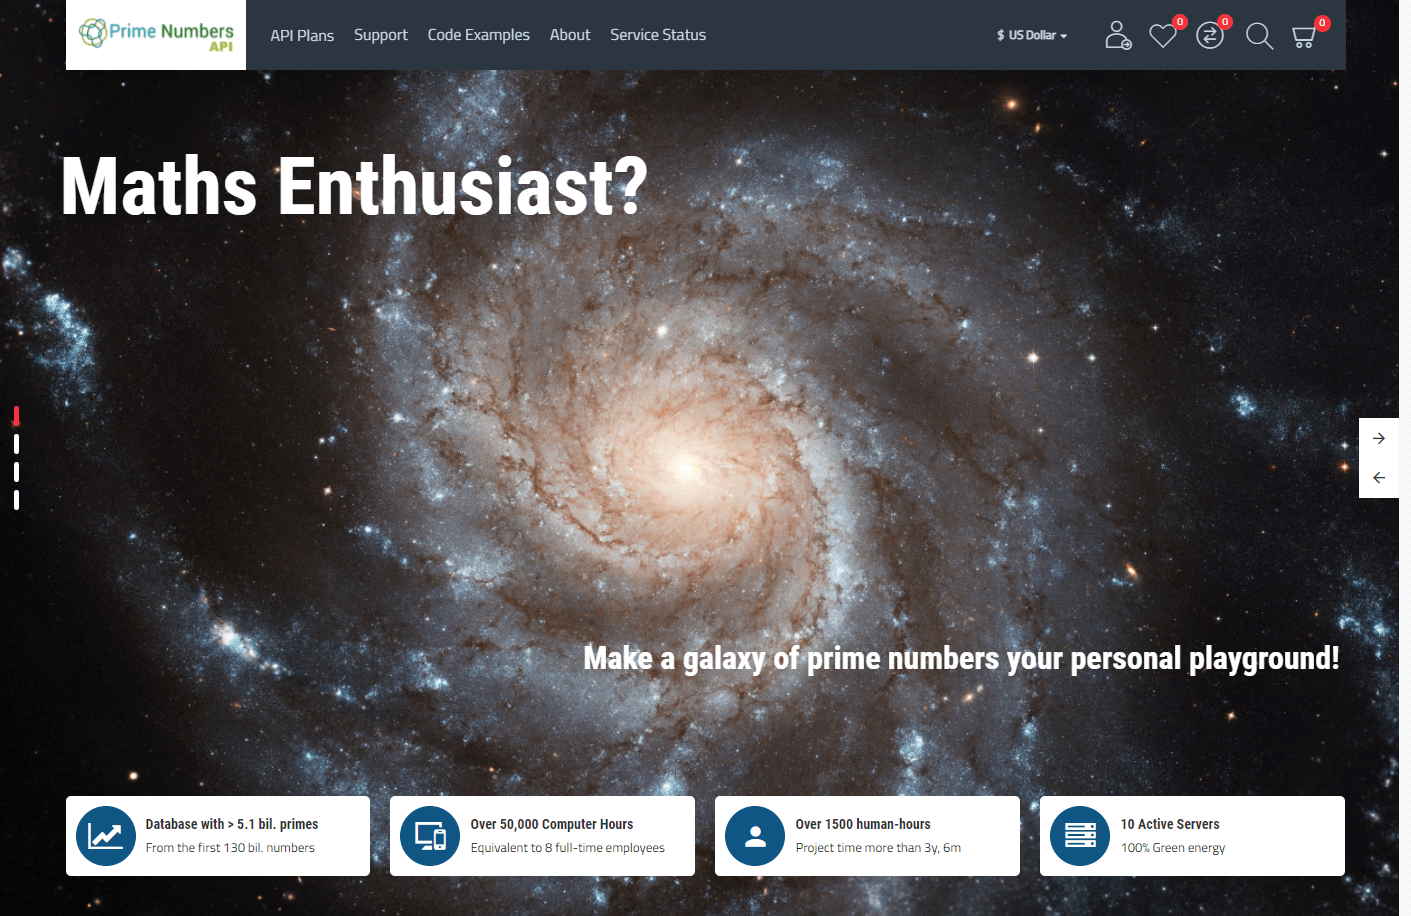 Prime Numbers
API
API Plans
Support
Code Examples
About
Service Status
$ US Dollar
0
0
0
Maths Enthusiast?
Make a galaxy of prime numbers your personal playground!
Database with > 5.1 bil. primes
From the first 130 bil. numbers
Over 50,000 Computer Hours
Equivalent to 8 full-time employees
Over 1500 human-hours
Project time more than 3y, 6m
10 Active Servers
100% Green energy